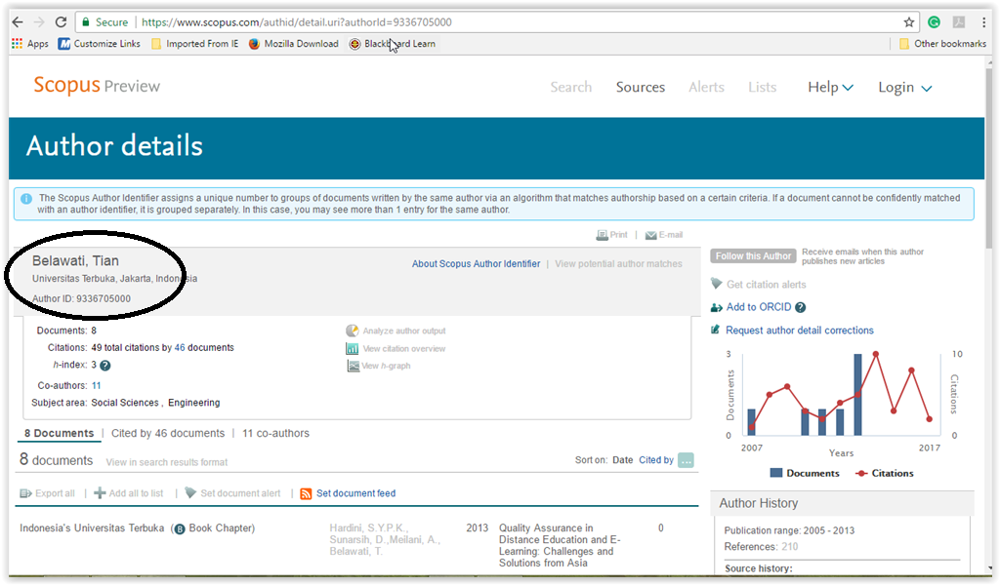 Secure | https://www.scopus.com/authid/detail.uri?authorId=9336705000
Apps Customize Links Imported From IE Mozilla Download Blackboard Learn Other bookmarks
Scopus Preview
Search Sources Alerts Lists Help Login
Author details
The Scopus Author Identifier assigns a unique number to groups of documents written by the same author via an algorithm that matches authorship based on a certain criteria. If a document cannot be confidently matched
with an author identifier, it is grouped separately. In this case, you may see more than 1 entry for the same author.
Print | E-mail
Belawati, Tian
Universitas Terbuka, Jakarta, Indonesia
Author ID: 9336705000
About Scopus Author Identifier | View potential author matches
Documents: 8
Citations: 49 total citations by 46 documents
h-index: 3 ?
Co-authors: 11
Subject area: Social Sciences , Engineering
Analyze author output
View citation overview
View h-graph
Follow this Author Receive emails when this author
publishes new articles
Get citation alerts
Add to ORCID ?
Request author detail corrections
3 10
Documents
Citations
0 0
2007 2017
Years
Documents Citations
8 Documents | Cited by 46 documents | 11 co-authors
8 documents View in search results format
Sort on: Date Cited by ...
Export all | Add all to list | Set document alert | Set document feed
Indonesia's Universitas Terbuka (B Book Chapter)
Hardini, S.Y.P.K.,
Sunarsih, D.,Meilani, A.,
Belawati, T.
2013
Quality Assurance in
Distance Education and E-
Learning: Challenges and
Solutions from Asia
0
Author History
Publication range: 2005 - 2013
References: 210
Source history: